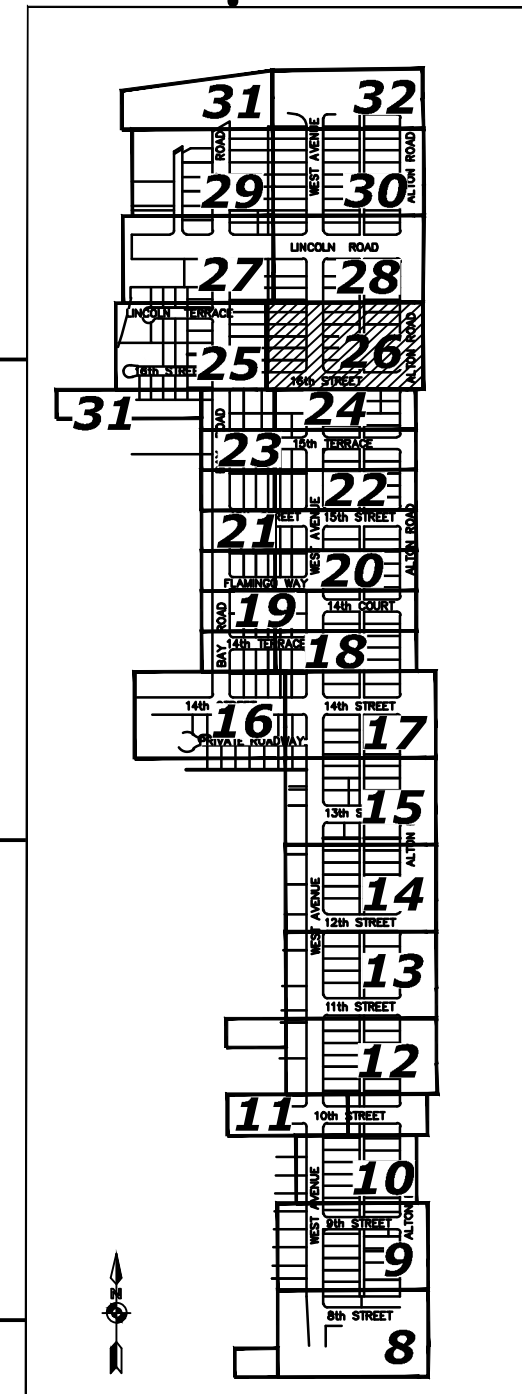 31
32
ROAD
WEST AVENUE
ALTON ROAD
29
30
LINCOLN ROAD
27
28
LINCOLN TERRACE
ALTON ROAD
26
25
16th STREET
31
24
23
15th TERRACE
22
21
15th STREET
WEST AVENUE
ALTON ROAD
20
FLAMINGO WAY
19
14th COURT
BAY ROAD
14th TERRACE
18
14th
16
14th STREET
PRIVATE ROADWAY
17
15
13th S
ALTON
14
WEST AVENUE
12th STREET
13
11th STREET
12
11
10th STREET
10
WEST AVENUE
ALTON
9th STREET
9
N
8th STREET
8